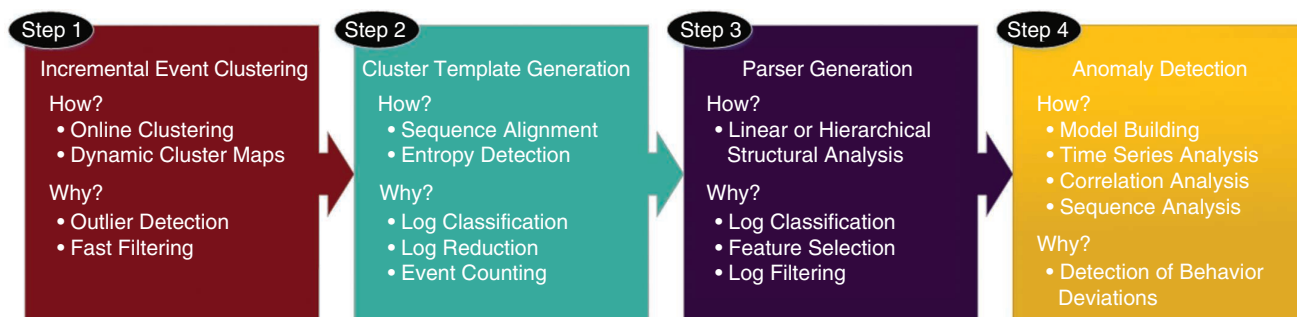 Step 1
Incremental Event Clustering
How?
• Online Clustering
• Dynamic Cluster Maps
Why?
• Outlier Detection
• Fast Filtering
Step 2
Cluster Template Generation
How?
• Sequence Alignment
• Entropy Detection
Why?
• Log Classification
• Log Reduction
• Event Counting
Step 3
Parser Generation
How?
• Linear or Hierarchical
Structural Analysis
Why?
• Log Classification
• Feature Selection
• Log Filtering
Step 4
Anomaly Detection
How?
• Model Building
• Time Series Analysis
• Correlation Analysis
• Sequence Analysis
Why?
• Detection of Behavior
Deviations